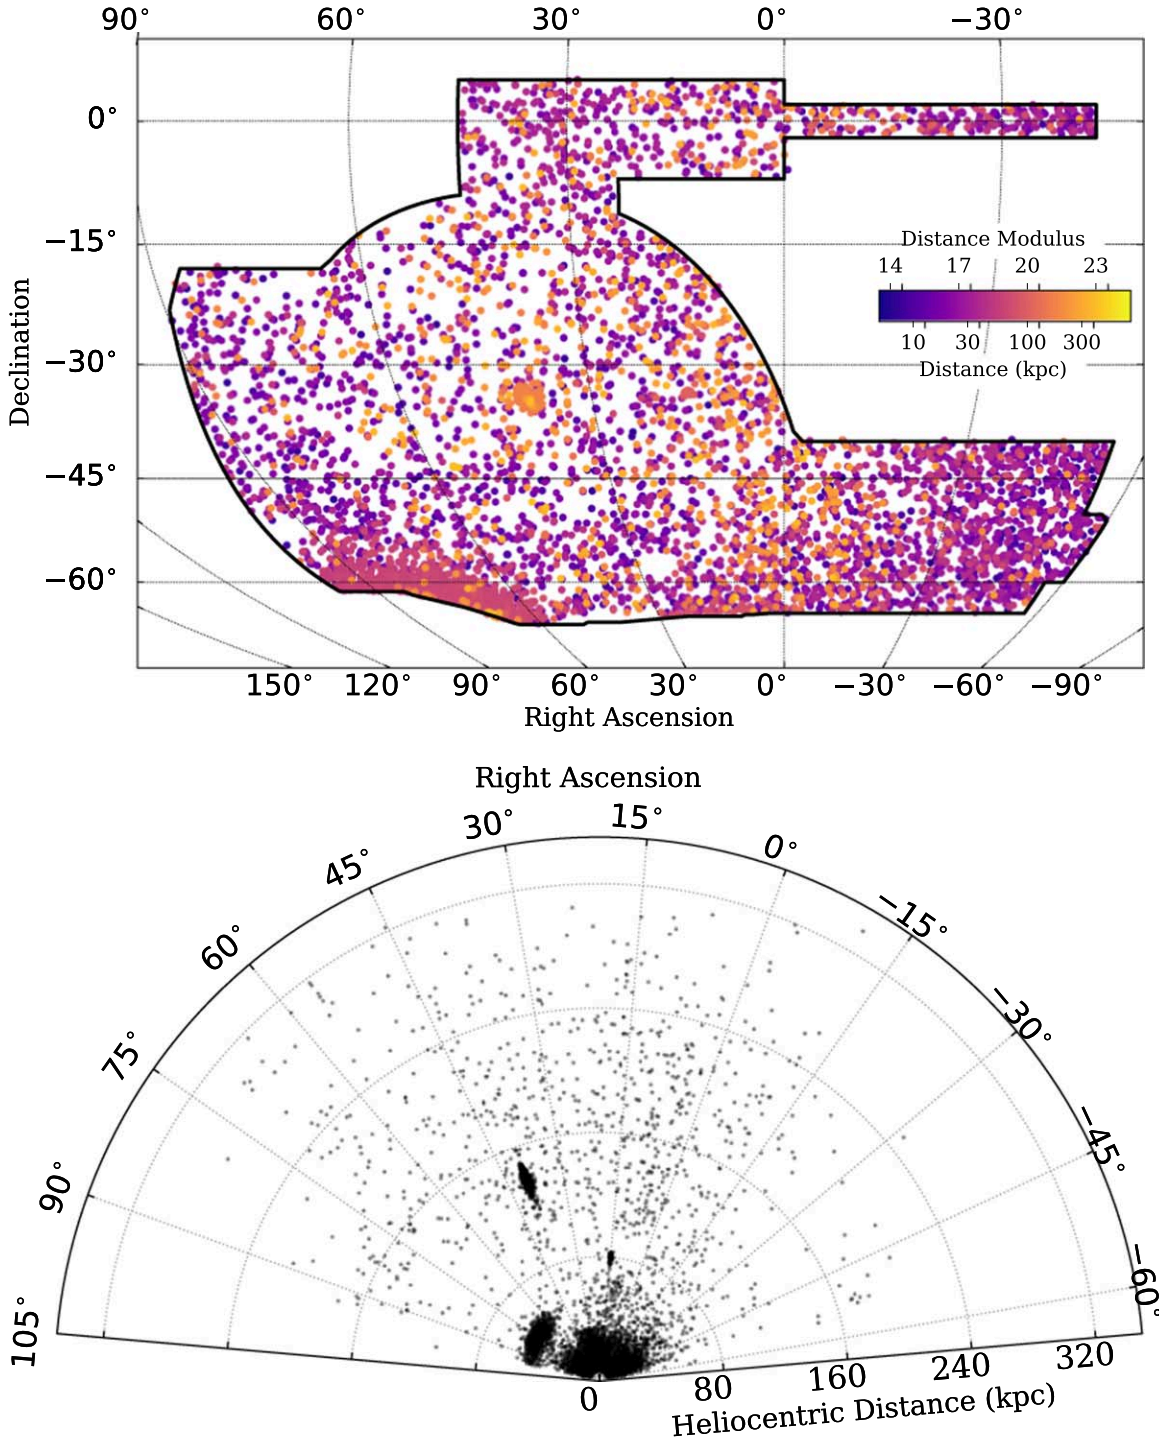 90° 60° 30° 0° −30°
0°
−15°
−30°
−45°
−60°
Declination
Distance Modulus
14 17 20 23
10 30 100 300
Distance (kpc)
150° 120° 90° 60° 30° 0° −30° −60° −90°
Right Ascension
Right Ascension
105° 90° 75° 60° 45° 30° 15° 0° −15° −30° −45° −60°
0 80 160 240 320
Heliocentric Distance (kpc)